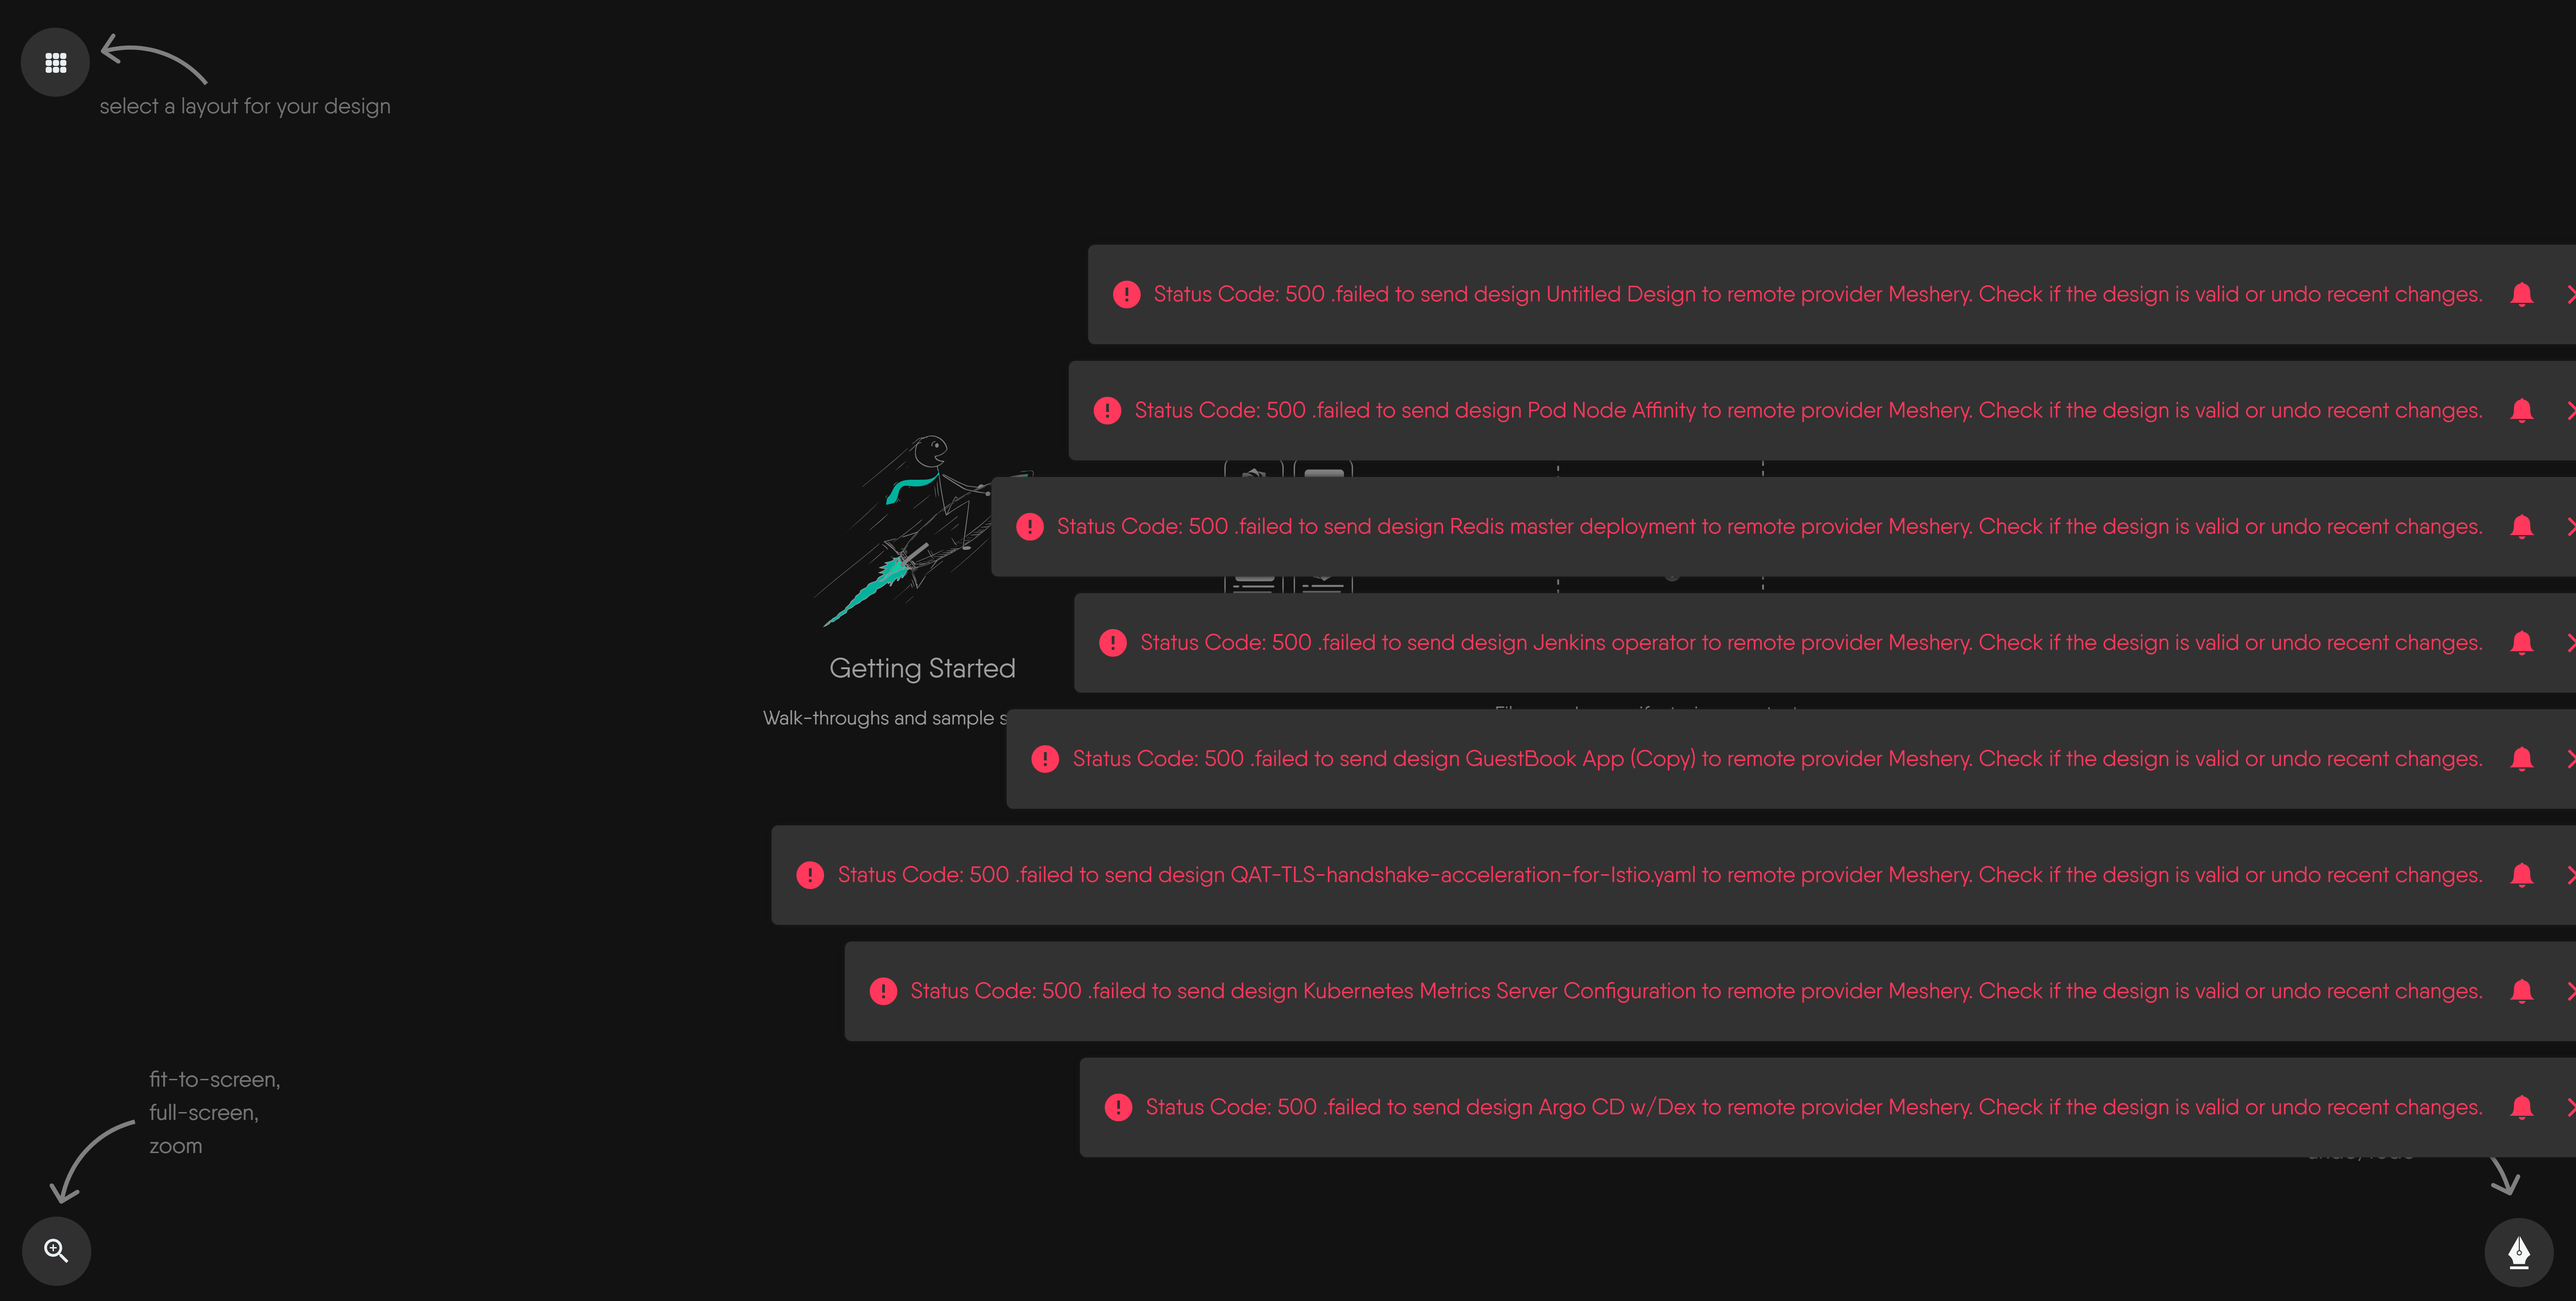 select a layout for your design
Status Code: 500 .failed to send design Untitled Design to remote provider Meshery. Check if the design is valid or undo recent changes.
Status Code: 500 .failed to send design Pod Node Affinity to remote provider Meshery. Check if the design is valid or undo recent changes.
Status Code: 500 .failed to send design Redis master deployment to remote provider Meshery. Check if the design is valid or undo recent changes.
Status Code: 500 .failed to send design Jenkins operator to remote provider Meshery. Check if the design is valid or undo recent changes.
Getting Started
Walk-throughs and sample s
Status Code: 500 .failed to send design GuestBook App (Copy) to remote provider Meshery. Check if the design is valid or undo recent changes.
Status Code: 500 .failed to send design QAT-TLS-handshake-acceleration-for-Istio.yaml to remote provider Meshery. Check if the design is valid or undo recent changes.
Status Code: 500 .failed to send design Kubernetes Metrics Server Configuration to remote provider Meshery. Check if the design is valid or undo recent changes.
Status Code: 500 .failed to send design Argo CD w/Dex to remote provider Meshery. Check if the design is valid or undo recent changes.
fit-to-screen,
full-screen,
zoom